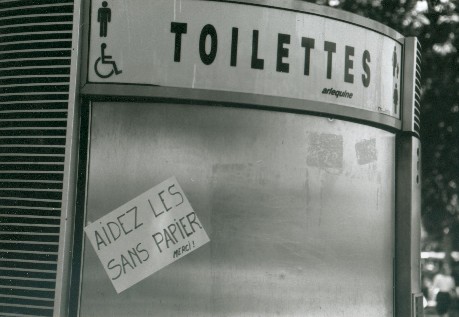 TOILETTES
arlequine
AIDEZ LES
SANS PAPIER
MERCI!